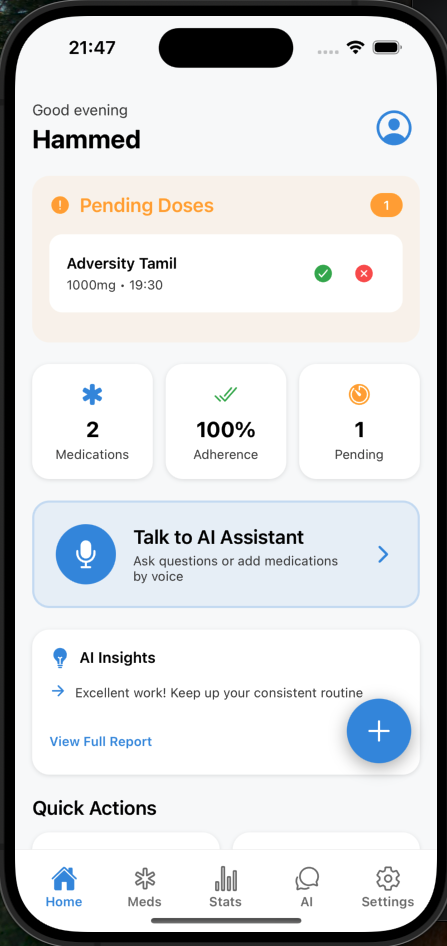 21:47
Good evening
Hammed
! Pending Doses
1
Adversity Tamil
1000mg • 19:30
2
Medications
100%
Adherence
1
Pending
Talk to AI Assistant
Ask questions or add medications
by voice
AI Insights
Excellent work! Keep up your consistent routine
View Full Report
Quick Actions
Home
Meds
Stats
AI
Settings